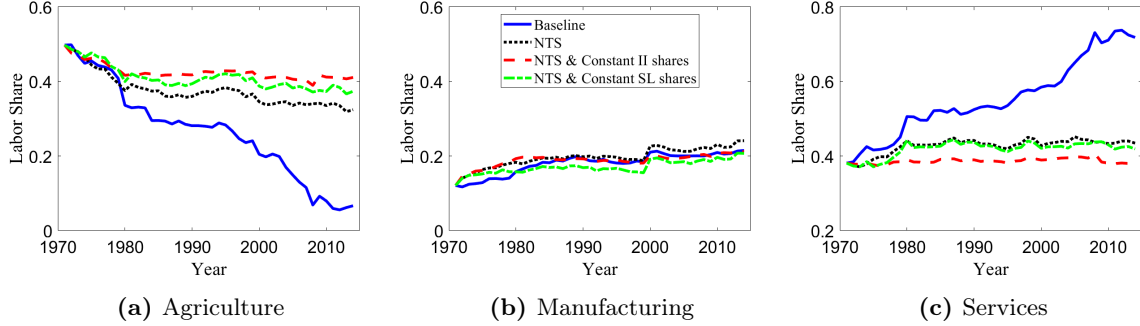 0.6
0.4
0.2
0
Labor Share
1970 1980 1990 2000 2010
Year
(a) Agriculture
0.6
0.4
0.2
0
Labor Share
Baseline
NTS
NTS & Constant II shares
NTS & Constant SL shares
1970 1980 1990 2000 2010
Year
(b) Manufacturing
0.8
0.6
0.4
0.2
Labor Share
1970 1980 1990 2000 2010
Year
(c) Services